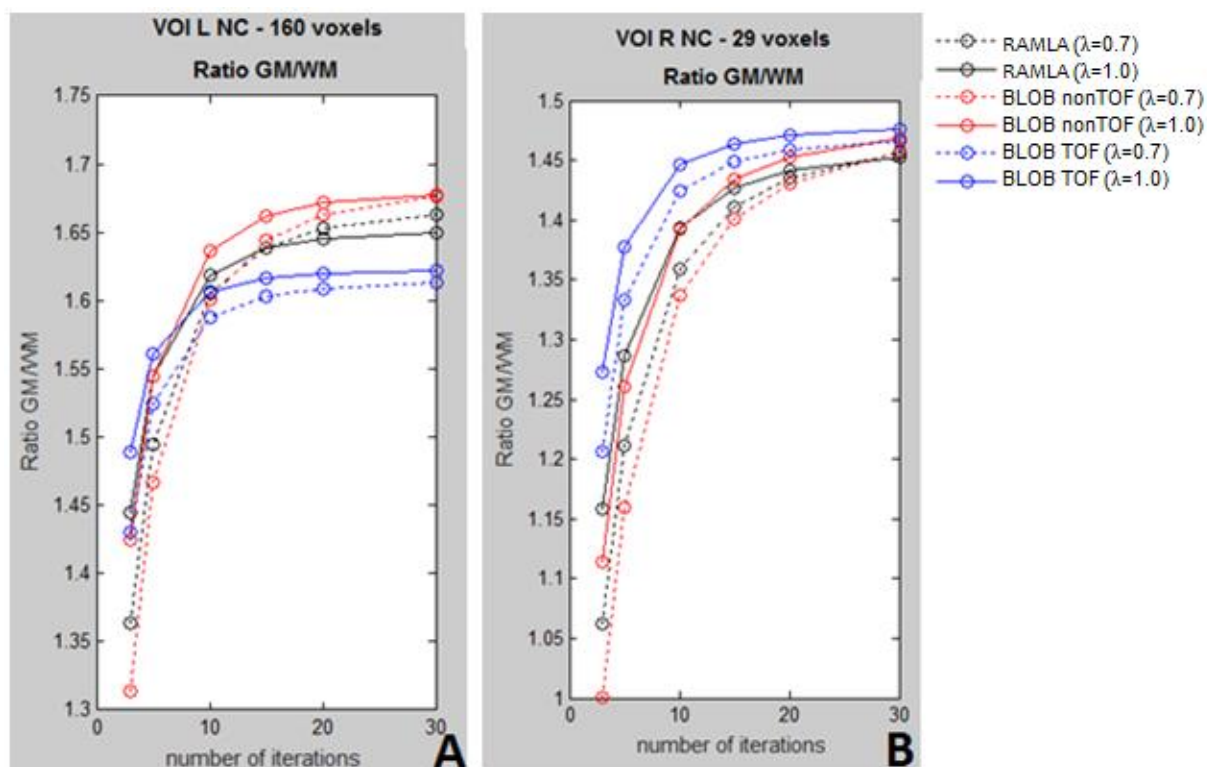 VOI L NC - 160 voxels
Ratio GM/WM
1.75
1.7
1.65
1.6
1.55
1.5
1.45
1.4
1.35
1.3
Ratio GM/WM
0
10
20
30
number of iterations
A
VOI R NC - 29 voxels
Ratio GM/WM
1.5
1.45
1.4
1.35
1.3
1.25
1.2
1.15
1.1
1.05
1
Ratio GM/WM
0
10
20
30
number of iterations
B
RAMLA (λ=0.7)
RAMLA (λ=1.0)
BLOB nonTOF (λ=0.7)
BLOB nonTOF (λ=1.0)
BLOB TOF (λ=0.7)
BLOB TOF (λ=1.0)